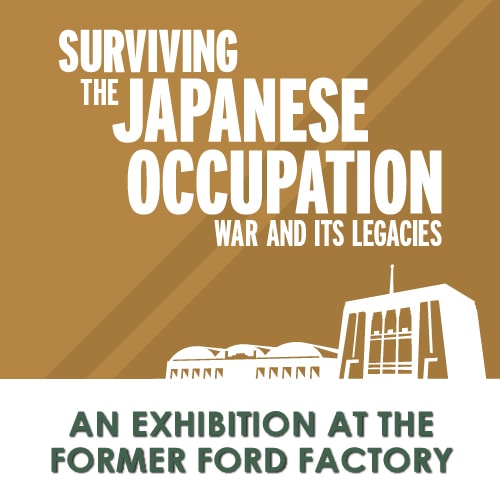 SURVIVING
THE JAPANESE
OCCUPATION
WAR AND ITS LEGACIES
AN EXHIBITION AT THE
FORMER FORD FACTORY